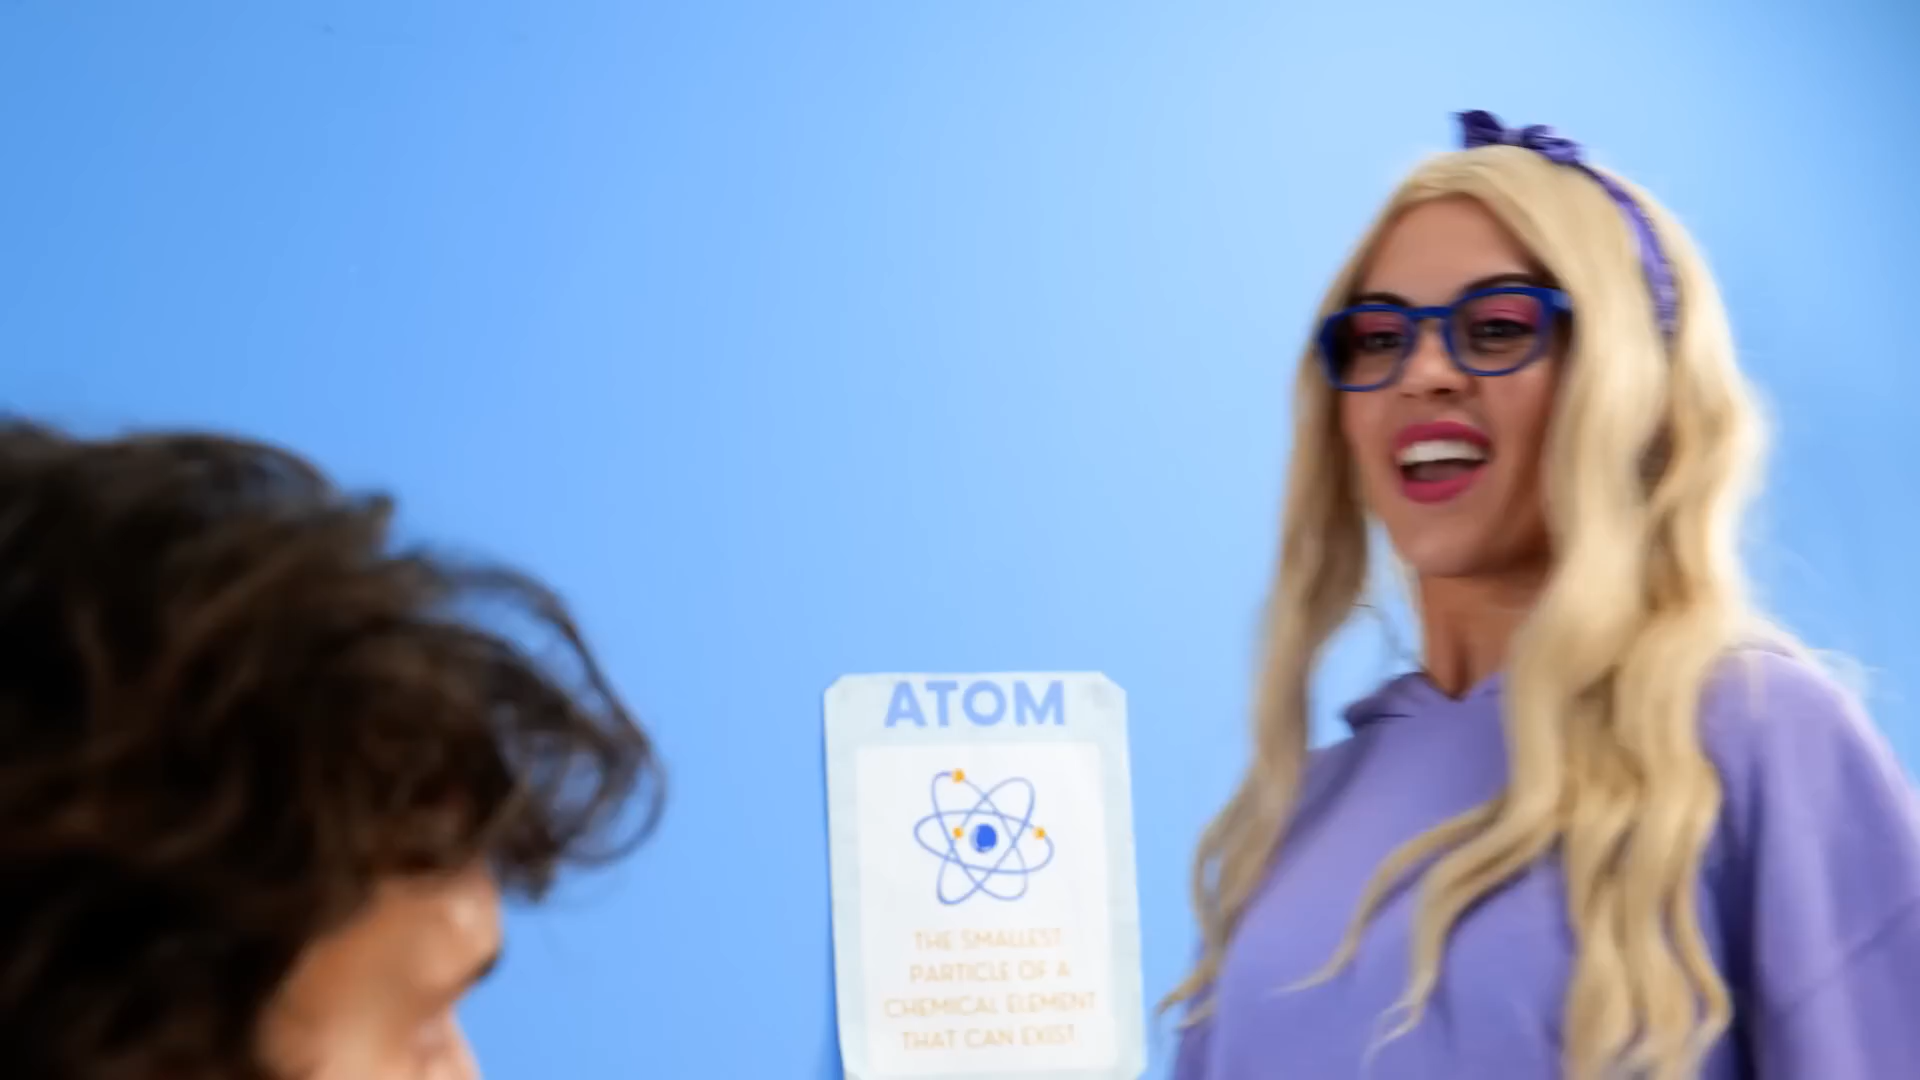 ATOM
THE SMALLEST
PARTICLE OF A
CHEMICAL ELEMENT
THAT CAN EXIST.